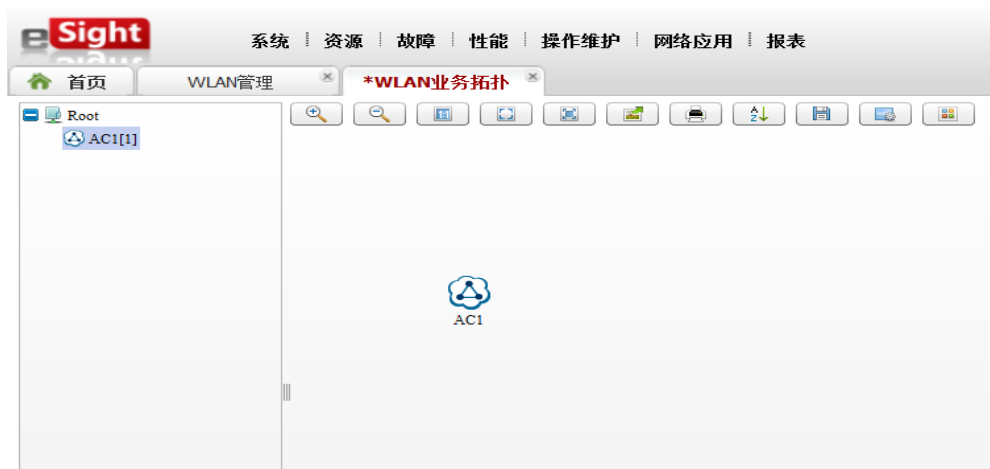 eSight
系统 资源 故障 性能 操作维护 网络应用 报表
首页 WLAN管理 *WLAN业务拓扑
Root
AC1[1]
AC1